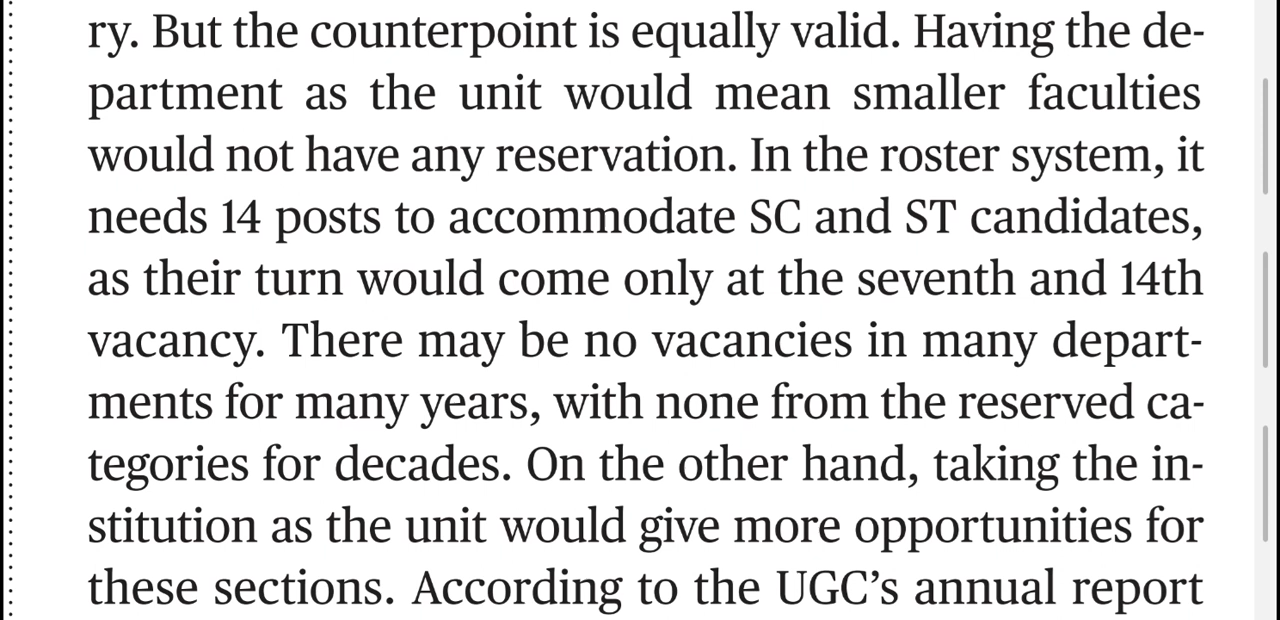 ry. But the counterpoint is equally valid. Having the de-
partment as the unit would mean smaller faculties
would not have any reservation. In the roster system, it
needs 14 posts to accommodate SC and ST candidates,
as their turn would come only at the seventh and 14th
vacancy. There may be no vacancies in many depart-
ments for many years, with none from the reserved ca-
tegories for decades. On the other hand, taking the in-
stitution as the unit would give more opportunities for
these sections. According to the UGC’s annual report